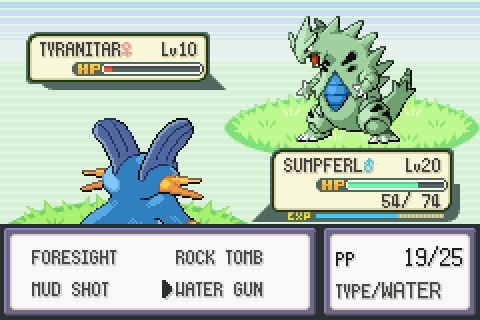 TYRANITAR♀ Lv10
HP
SUMPFERL♂ Lv20
HP
54/ 74
EXP
FORESIGHT ROCK TOMB
MUD SHOT WATER GUN
PP 19/25
TYPE/WATER